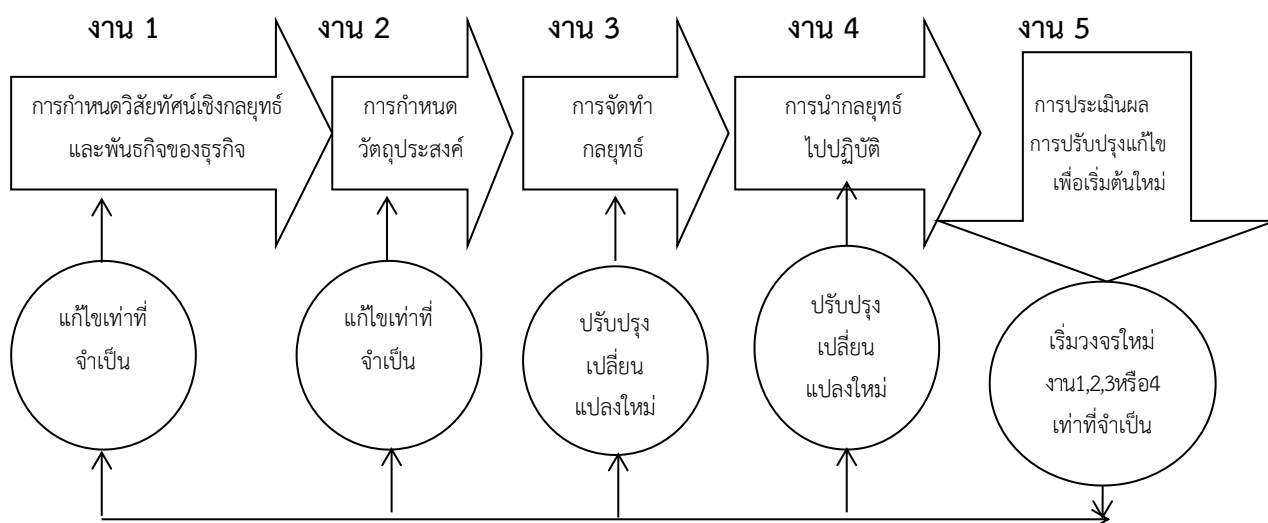 งาน 1
งาน 2
งาน 3
งาน 4
งาน 5
การกำหนดวิสัยทัศน์เชิงกลยุทธ์
และพันธกิจของธุรกิจ
การกำหนด
วัตถุประสงค์
การจัดทำ
กลยุทธ์
การนำกลยุทธ์
ไปปฏิบัติ
การประเมินผล
การปรับปรุงแก้ไข
เพื่อเริ่มต้นใหม่
แก้ไขเท่าที่
จำเป็น
แก้ไขเท่าที่
จำเป็น
ปรับปรุง
เปลี่ยน
แปลงใหม่
ปรับปรุง
เปลี่ยน
แปลงใหม่
เริ่มวงจรใหม่
งาน1,2,3หรือ4
เท่าที่จำเป็น